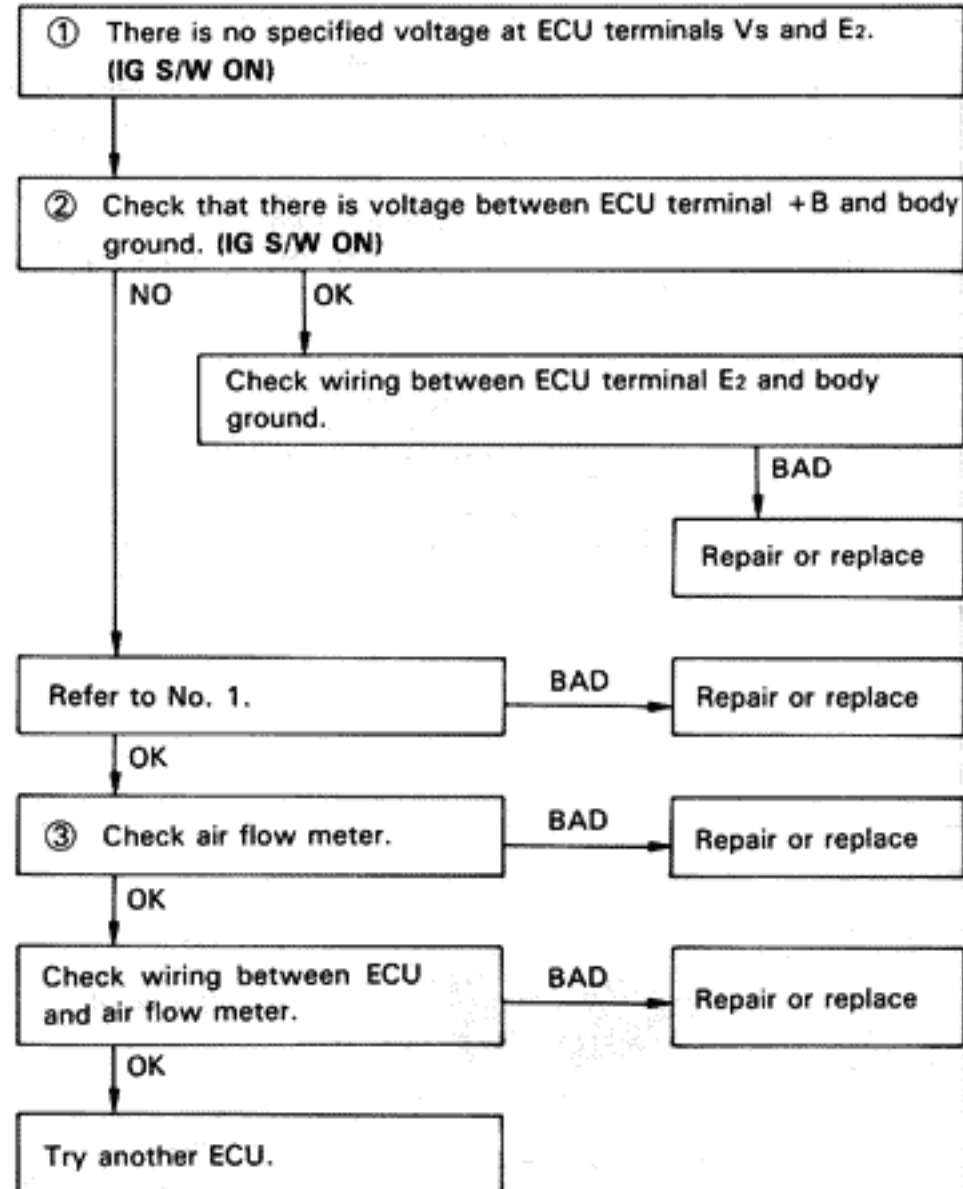 ① There is no specified voltage at ECU terminals Vs and E₂.
(IG S/W ON)
② Check that there is voltage between ECU terminal +B and body
ground. (IG S/W ON)
NO
OK
Check wiring between ECU terminal E₂ and body
ground.
BAD
Repair or replace
Refer to No. 1.
BAD
Repair or replace
OK
③ Check air flow meter.
BAD
Repair or replace
OK
Check wiring between ECU
and air flow meter.
BAD
Repair or replace
OK
Try another ECU.